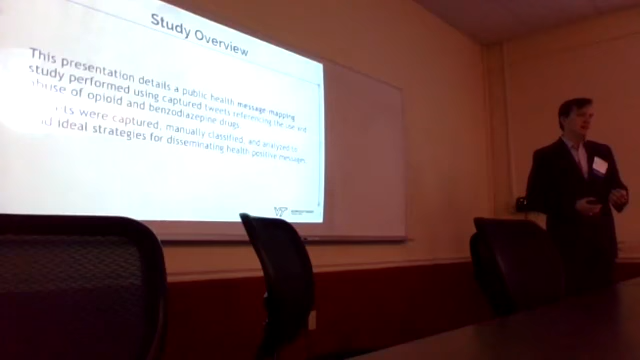 Study Overview
This presentation details a public health message mapping
study performed using captured tweets referencing the use and
abuse of opioid and benzodiazepine drugs
were captured, manually classified, and analyzed to
ideal strategies for disseminating health positive messages